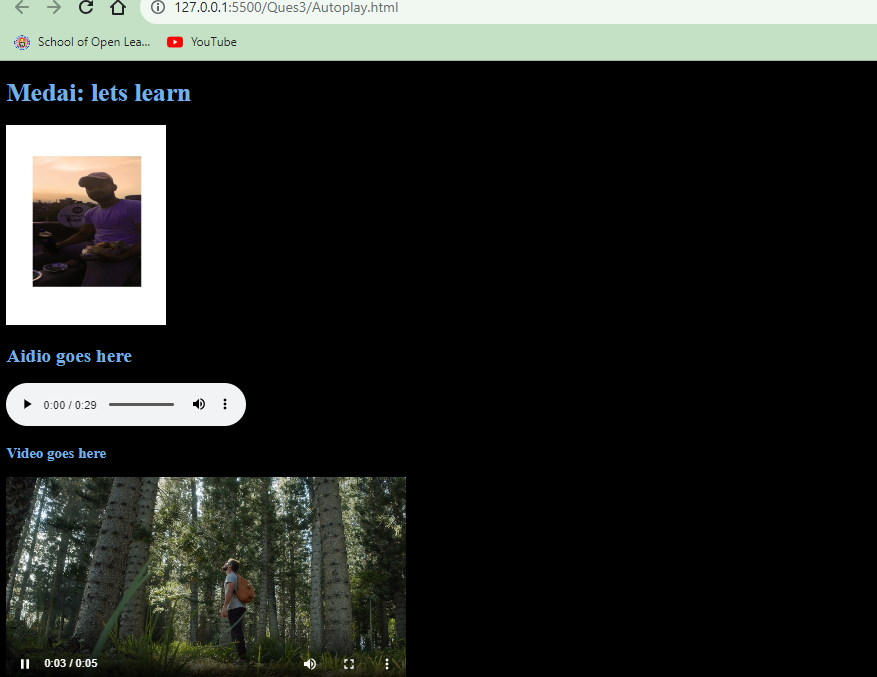 127.0.0.1:5500/Ques3/Autoplay.html
School of Open Lea... YouTube
Medai: lets learn
Aidio goes here
0:00 / 0:29
Video goes here
0:03 / 0:05